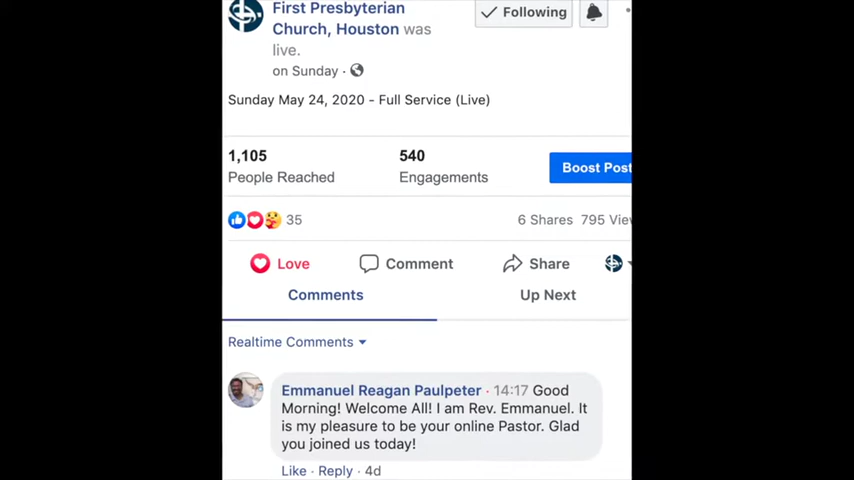 First Presbyterian
Church, Houston was
live.
Following
on Sunday ·
Sunday May 24, 2020 - Full Service (Live)
1,105
People Reached
540
Engagements
Boost Post
35
6 Shares 795
Love
Comment
Share
Comments
Up Next
Realtime Comments
Emmanuel Reagan Paulpeter · 14:17 Good
Morning! Welcome All! I am Rev. Emmanuel. It
is my pleasure to be your online Pastor. Glad
you joined us today!
Like · Reply · 4d